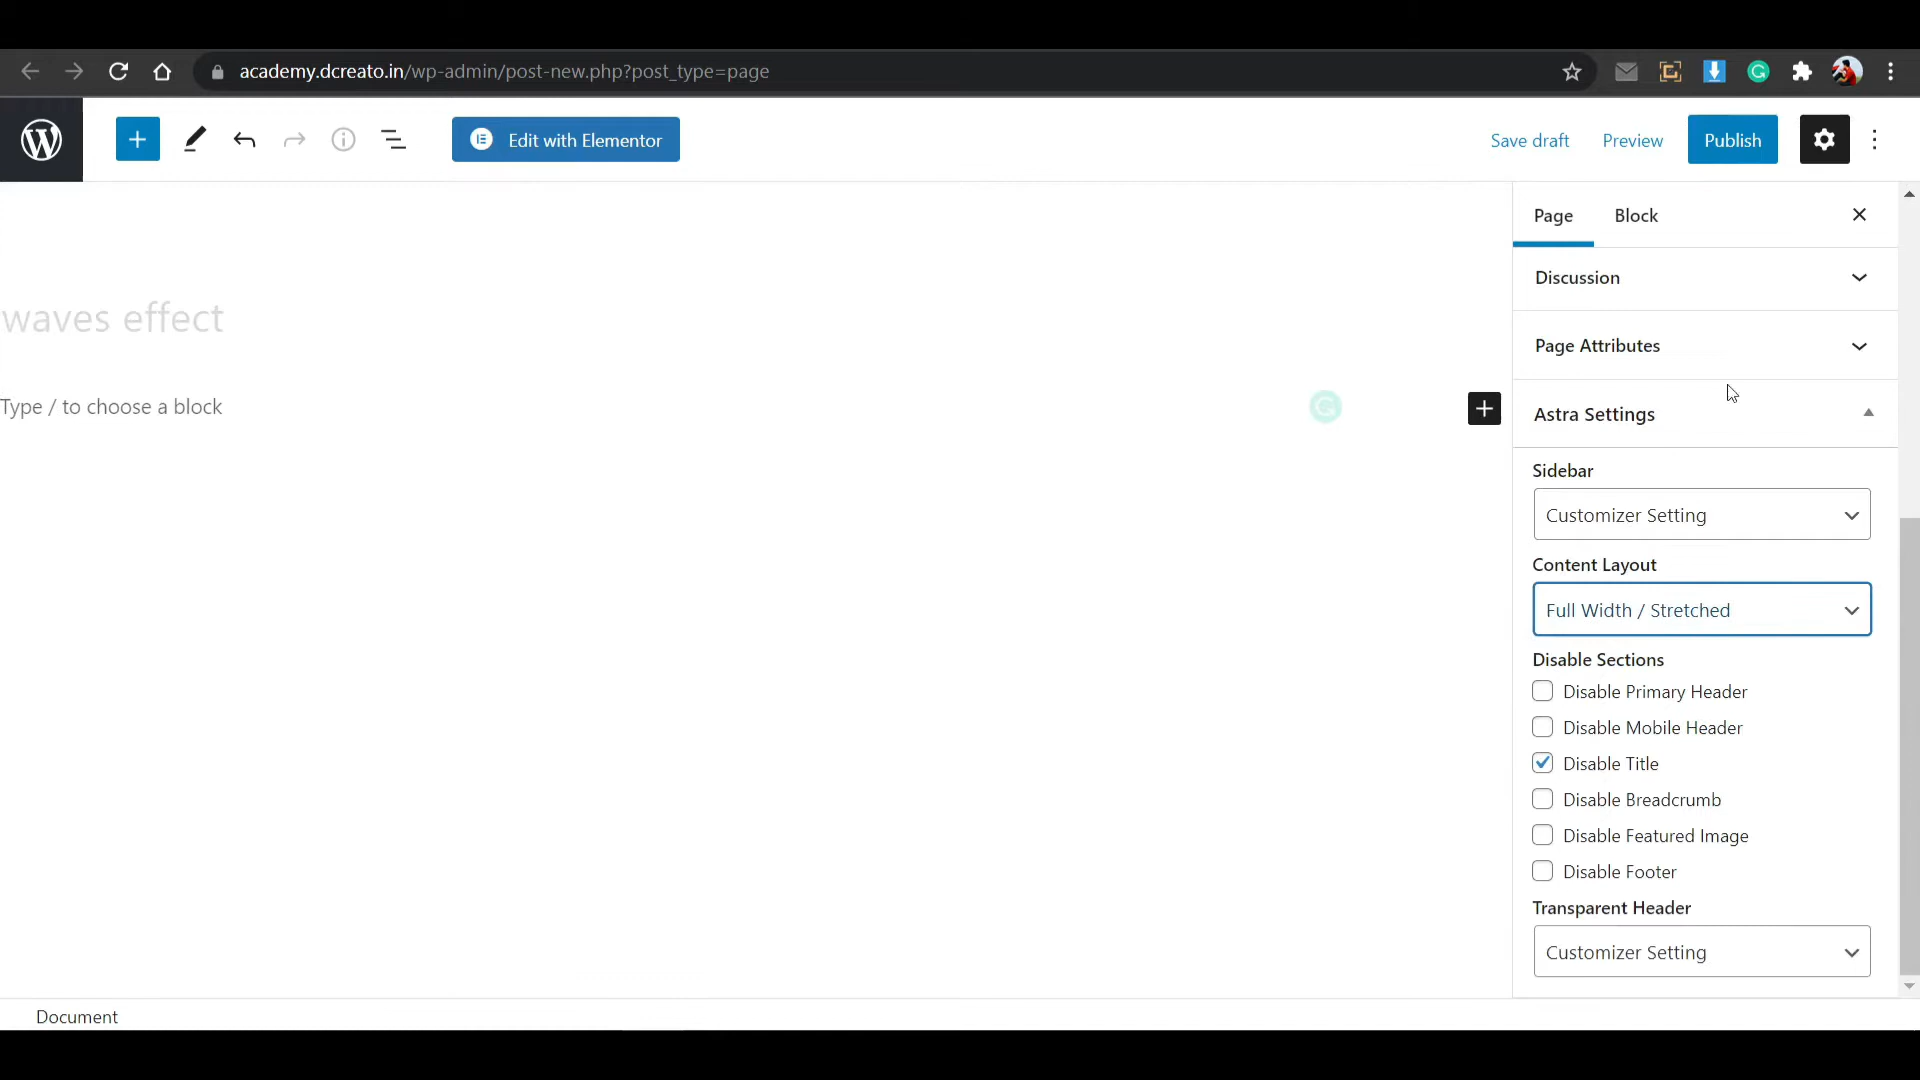 academy.dcreato.in/wp-admin/post-new.php?post_type=page
Edit with Elementor
Save draft
Preview
Publish
Page
Block
Discussion
waves effect
Page Attributes
Type / to choose a block
Astra Settings
Sidebar
Customizer Setting
Content Layout
Full Width / Stretched
Disable Sections
Disable Primary Header
Disable Mobile Header
Disable Title
Disable Breadcrumb
Disable Featured Image
Disable Footer
Transparent Header
Customizer Setting
Document